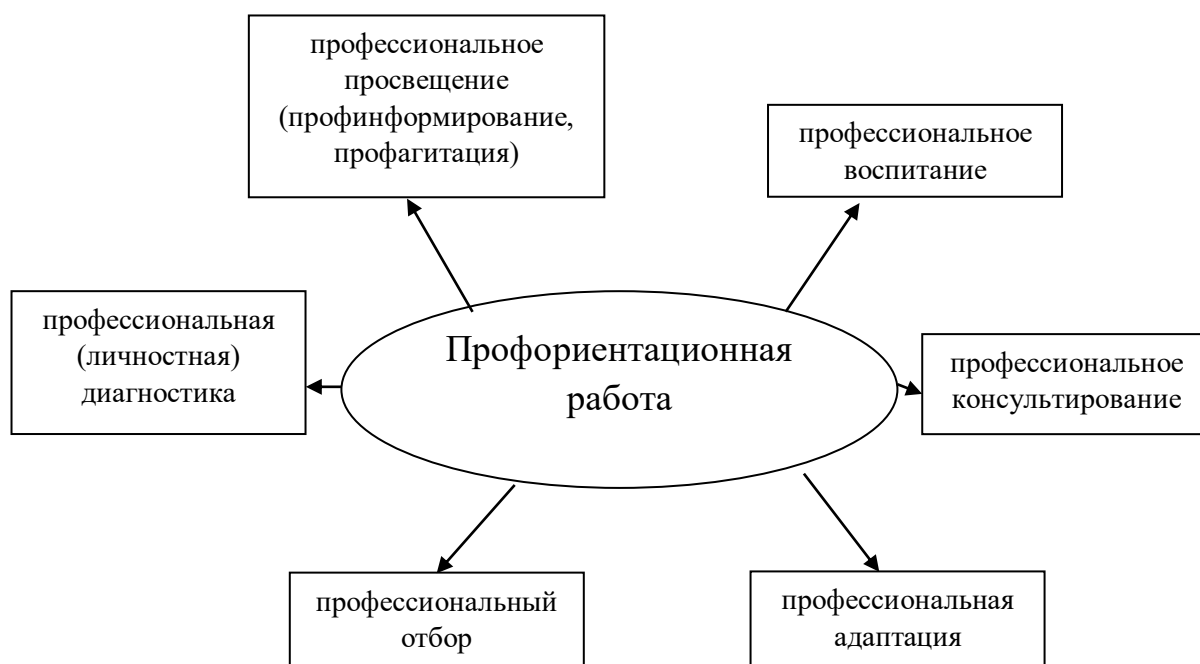 профессиональное
просвещение
(профинформирование,
профагитация)
профессиональное
воспитание
профессиональная
(личностная)
диагностика
Профориентационная
работа
профессиональное
консультирование
профессиональный
отбор
профессиональная
адаптация